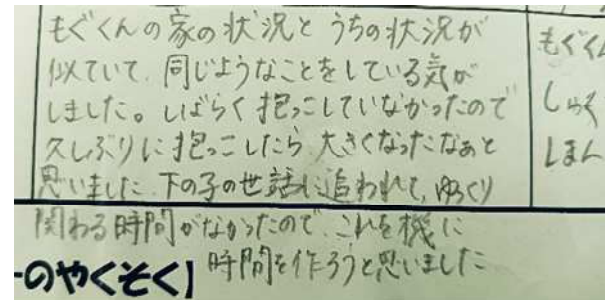 もぐくんの家の状況とうちの状況が
似ていて、同じようなことをしている気が
しました。しばらく抱っこしていなかったので
久しぶりに抱っこしたら、大きくなったなぁと
思いました。下の子の世話に追われて、ゆっくり
関わる時間がなかったので、これを機に
時間を作ろうと思いました
ーのやくそく】
もぐくん
しゅく
しまん